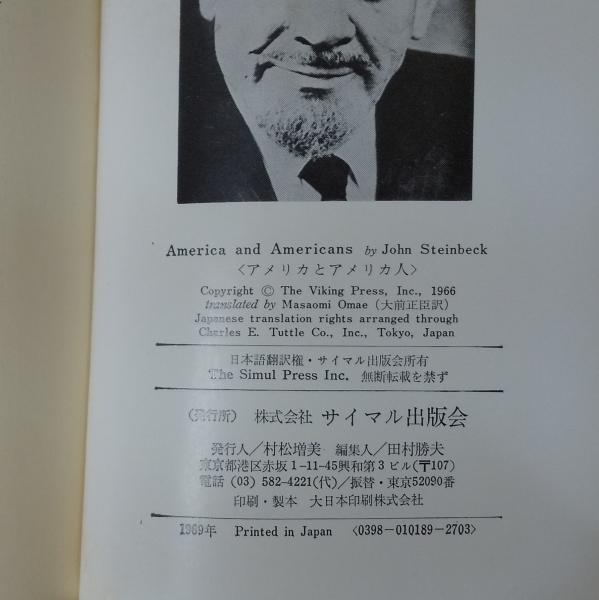 America and Americans by John Steinbeck
〈アメリカとアメリカ人〉
Copyright © The Viking Press, Inc., 1966
translated by Masaomi Omae (大前正臣訳)
Japanese translation rights arranged through
Charles E. Tuttle Co., Inc., Tokyo, Japan
日本語翻訳権・サイマル出版会所有
The Simul Press Inc. 無断転載を禁ず
(発行所) 株式会社 サイマル出版会
発行人/村松増美 編集人/田村勝夫
東京都港区赤坂1-11-45興和第3ビル(〒107)
電話 (03) 582-4221(代)/振替・東京52090番
印刷・製本 大日本印刷株式会社
1969年 Printed in Japan 〈0398-010189-2703〉